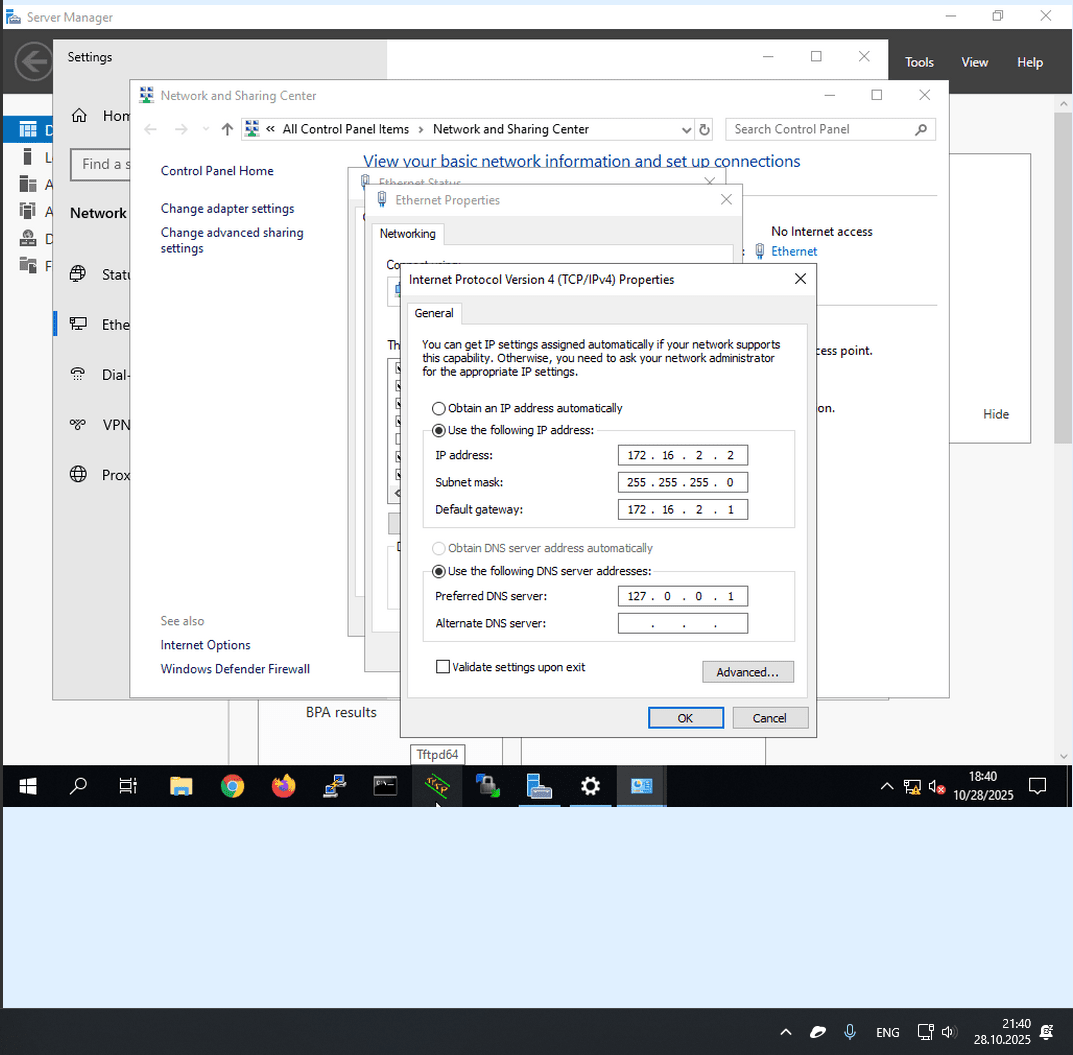 Server Manager
Tools View Help
Settings
Network and Sharing Center
All Control Panel Items Network and Sharing Center
Search Control Panel
Find a s
Network
Ethe
Dial-
VPN
Prox
Control Panel Home
Change adapter settings
Change advanced sharing
settings
View your basic network information and set up connections
No Internet access
Ethernet
Hide
See also
Internet Options
Windows Defender Firewall
Ethernet Status
Ethernet Properties
Networking
Internet Protocol Version 4 (TCP/IPv4) Properties
General
You can get IP settings assigned automatically if your network supports
this capability. Otherwise, you need to ask your network administrator
for the appropriate IP settings.
Obtain an IP address automatically
Use the following IP address:
IP address: 172 . 16 . 2 . 2
Subnet mask: 255 . 255 . 255 . 0
Default gateway: 172 . 16 . 2 . 1
Obtain DNS server address automatically
Use the following DNS server addresses:
Preferred DNS server: 127 . 0 . 0 . 1
Alternate DNS server: . . .
Validate settings upon exit
Advanced...
OK Cancel
BPA results
Tftpd64
18:40
10/28/2025
ENG
21:40
28.10.2025